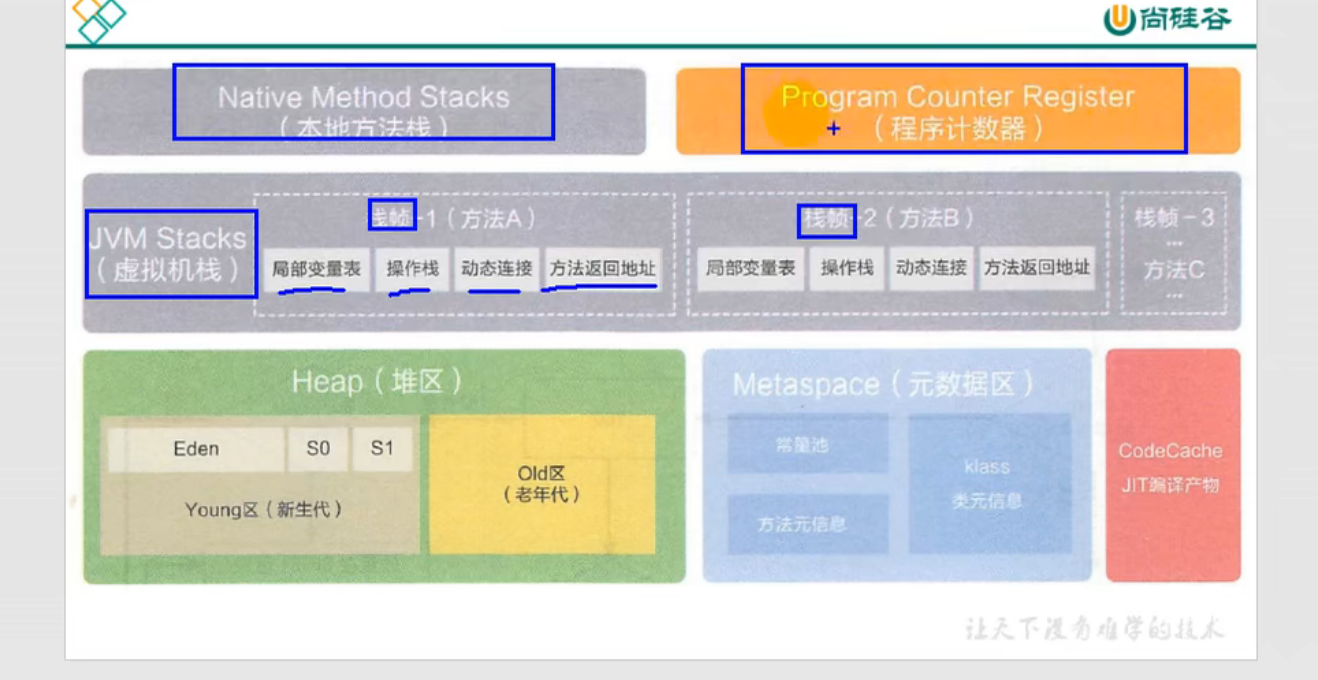 尚硅谷
Native Method Stacks
(本地方法栈)
Program Counter Register
(程序计数器)
JVM Stacks
(虚拟机栈)
栈帧-1(方法A)
局部变量表 操作栈 动态连接 方法返回地址
栈帧-2(方法B)
局部变量表 操作栈 动态连接 方法返回地址
栈帧-3
...
方法C
...
Heap(堆区)
Eden S0 S1
Young区(新生代)
Old区
(老年代)
Metaspace(元数据区)
常量池
方法元信息
klass
类元信息
CodeCache
JIT编译产物
让天下没有难学的技术